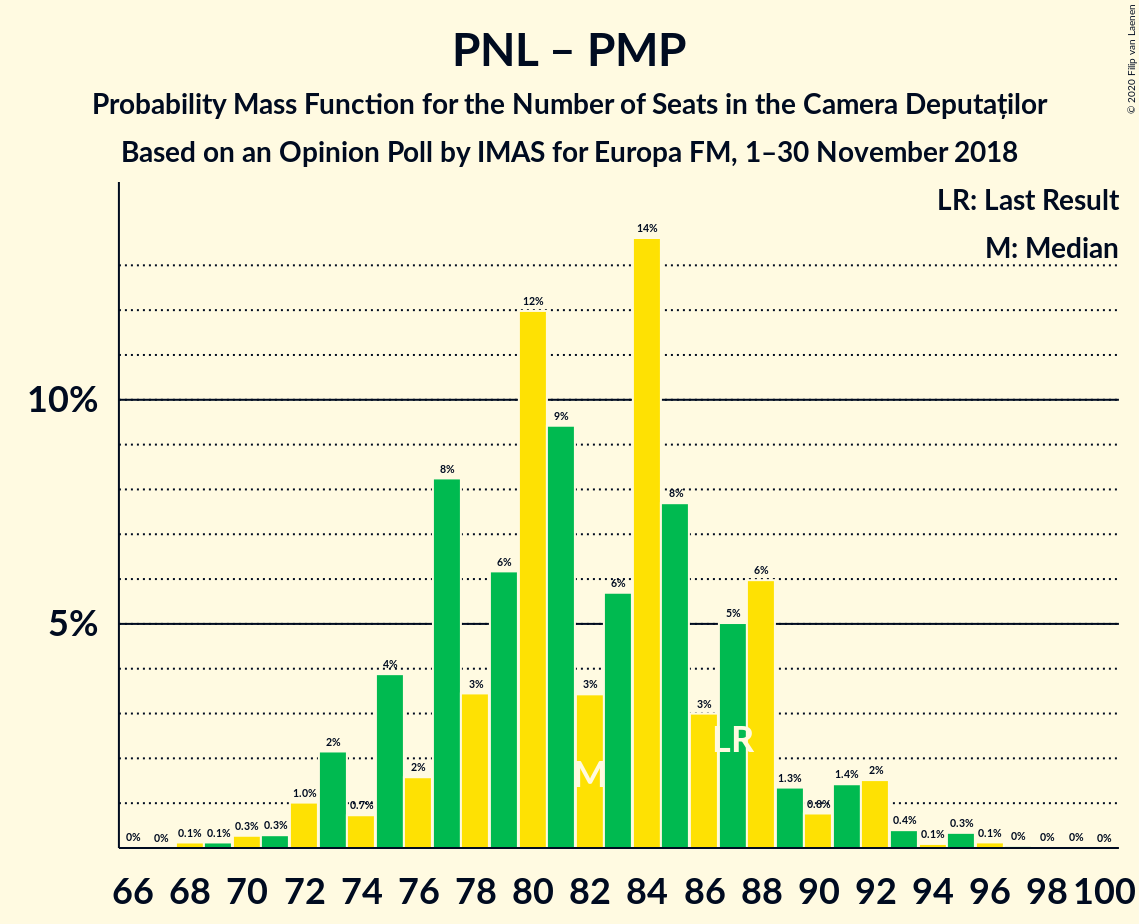 PNL – PMP
Probability Mass Function for the Number of Seats in the Camera Deputaților
Based on an Opinion Poll by IMAS for Europa FM, 1–30 November 2018
© 2020 Filip van Laenen
LR: Last Result
M: Median
10%
5%
0% 0% 0.1% 0.1% 0.3% 0.3% 1.0% 2% 0.7% 4% 2% 8% 3% 6% 12% 9% 3% 6% 14% 8% 3% 5% 6% 1.3% 0.8% 1.4% 2% 0.4% 0.1% 0.3% 0.1% 0% 0% 0% 0%
LR
M
66 68 70 72 74 76 78 80 82 84 86 88 90 92 94 96 98 100